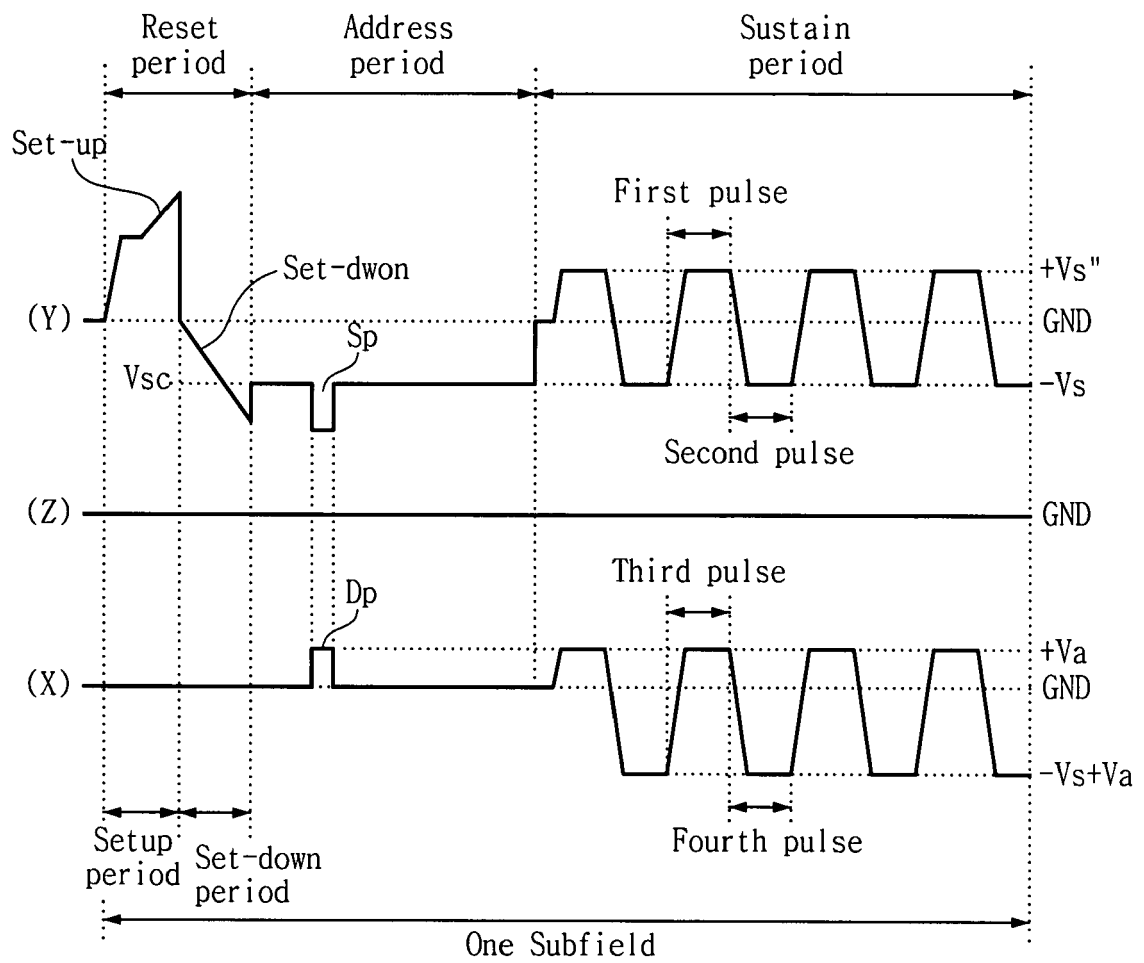 Reset
period
Address
period
Sustain
period
Set-up
First pulse
Set-dwon
+Vs"
(Y)
GND
Sp
Vsc
-Vs
Second pulse
(Z)
GND
Third pulse
Dp
+Va
(X)
GND
-Vs+Va
Setup
period
Set-down
period
Fourth pulse
One Subfield